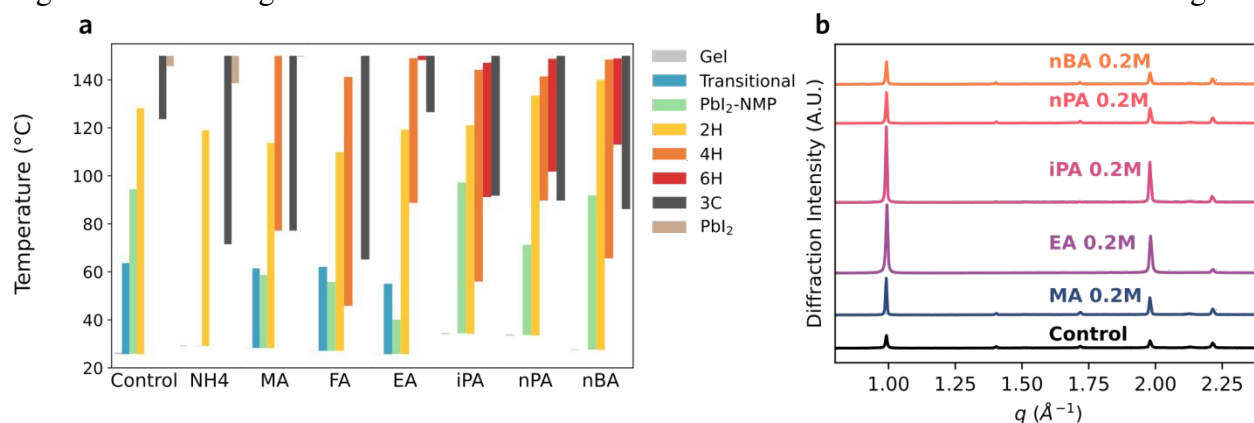 a
b
Temperature (°C)
140
120
100
80
60
40
20
Control NH4 MA FA EA iPA nPA nBA
Gel
Transitional
PbI₂-NMP
2H
4H
6H
3C
PbI₂
Diffraction Intensity (A.U.)
nBA 0.2M
nPA 0.2M
iPA 0.2M
EA 0.2M
MA 0.2M
Control
1.00 1.25 1.50 1.75 2.00 2.25
q (Å⁻¹)